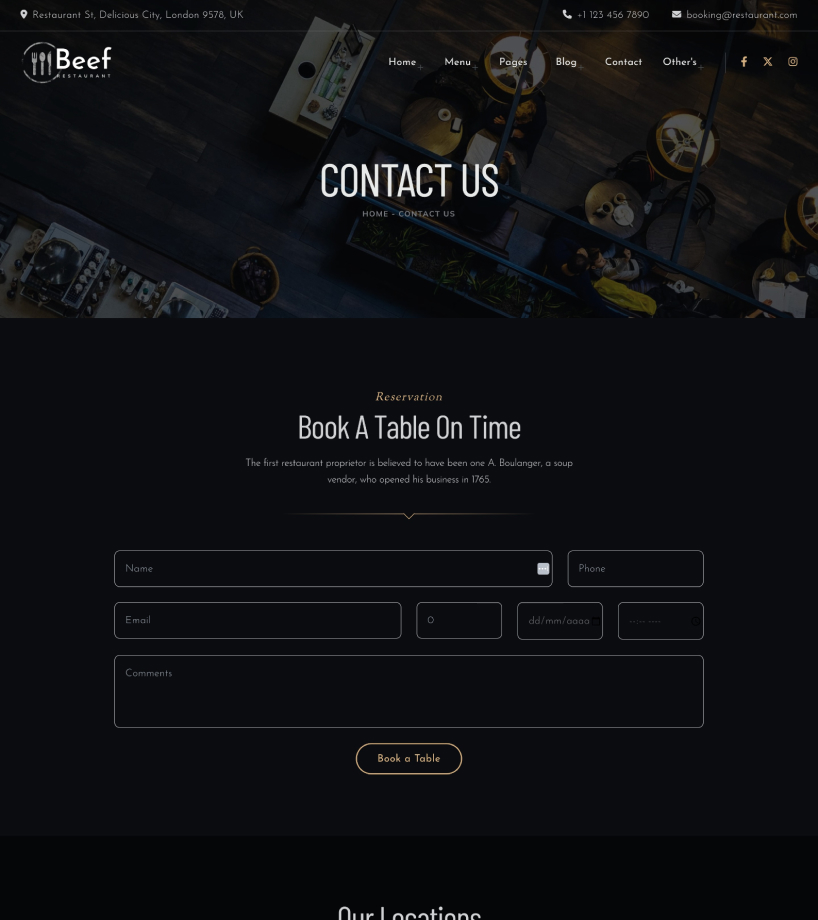 Restaurant St, Delicious City, London 9578, UK
+1 123 456 7890
booking@restaurant.com
Beef
RESTAURANT
Home
Menu
Pages
Blog
Contact
Other's
CONTACT US
HOME - CONTACT US
Reservation
Book A Table On Time
The first restaurant proprietor is believed to have been one A. Boulanger, a soup
vendor, who opened his business in 1765.
Name
Phone
Email
0
dd/mm/aaaa
--:-- ----
Comments
Book a Table
Our Locations